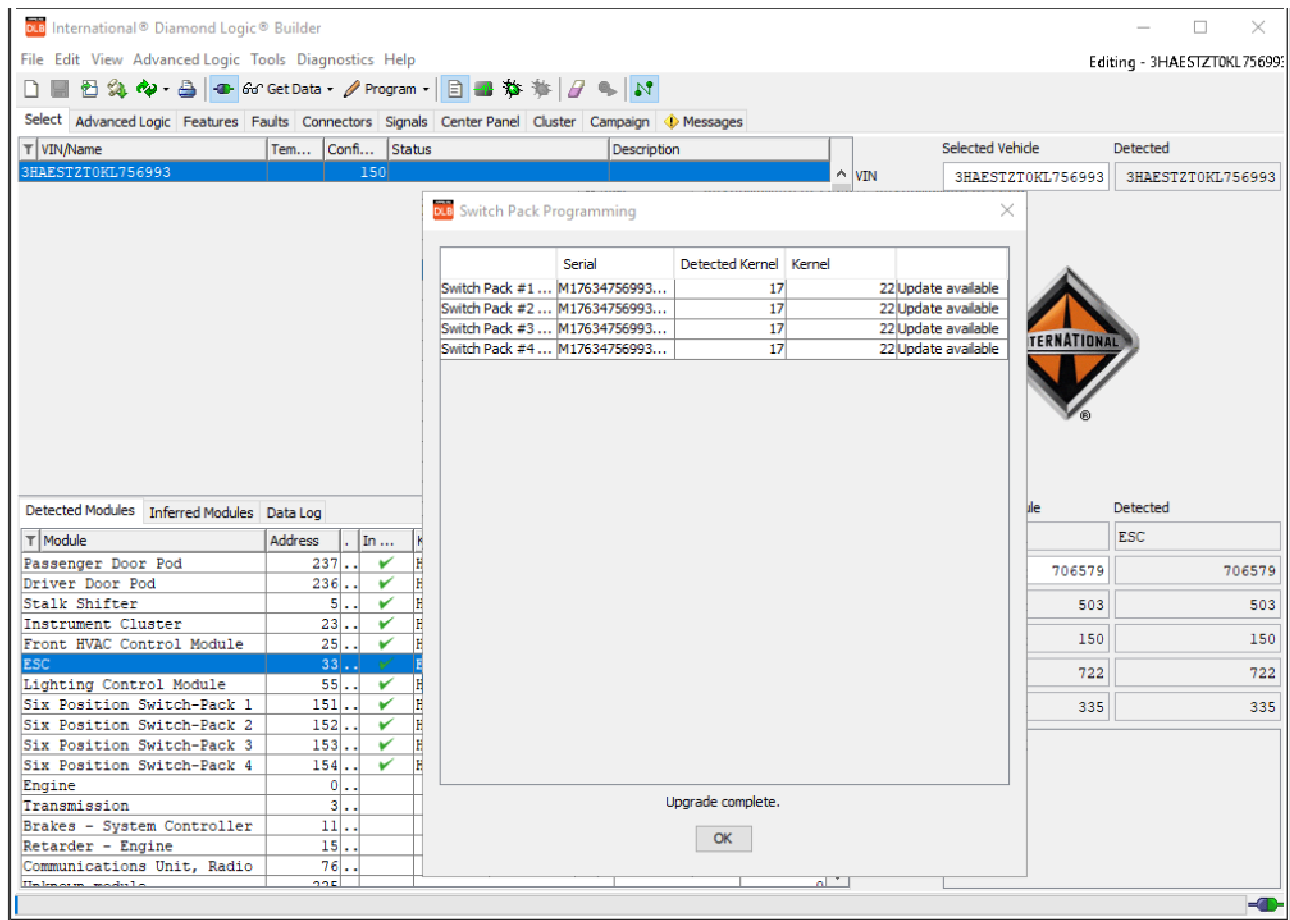 DLB International® Diamond Logic® Builder
File Edit View Advanced Logic Tools Diagnostics Help
Editing - 3HAESTZT0KL75699
Get Data Program
Select Advanced Logic Features Faults Connectors Signals Center Panel Cluster Campaign Messages
VIN/Name Tem... Confi... Status Description
Selected Vehicle Detected
3HAESTZT0KL756993 150
VIN 3HAESTZT0KL756993 3HAESTZT0KL756993
DLB Switch Pack Programming
Serial Detected Kernel Kernel
Switch Pack #1 ... M17634756993... 17 22 Update available
Switch Pack #2 ... M17634756993... 17 22 Update available
Switch Pack #3 ... M17634756993... 17 22 Update available
Switch Pack #4 ... M17634756993... 17 22 Update available
TERNATIONAL
®
Detected Modules Inferred Modules Data Log
Detected
Module Address . In ...
ESC
Passenger Door Pod 237 ..
Driver Door Pod 236 ..
706579 706579
Stalk Shifter 5 ..
503 503
Instrument Cluster 23 ..
Front HVAC Control Module 25 ..
150 150
ESC 33 ..
722 722
Lighting Control Module 55 ..
Six Position Switch-Pack 1 151 ..
335 335
Six Position Switch-Pack 2 152 ..
Six Position Switch-Pack 3 153 ..
Six Position Switch-Pack 4 154 ..
Engine 0 ..
Transmission 3 ..
Upgrade complete.
Brakes - System Controller 11 ..
OK
Retarder - Engine 15 ..
Communications Unit, Radio 76 ..